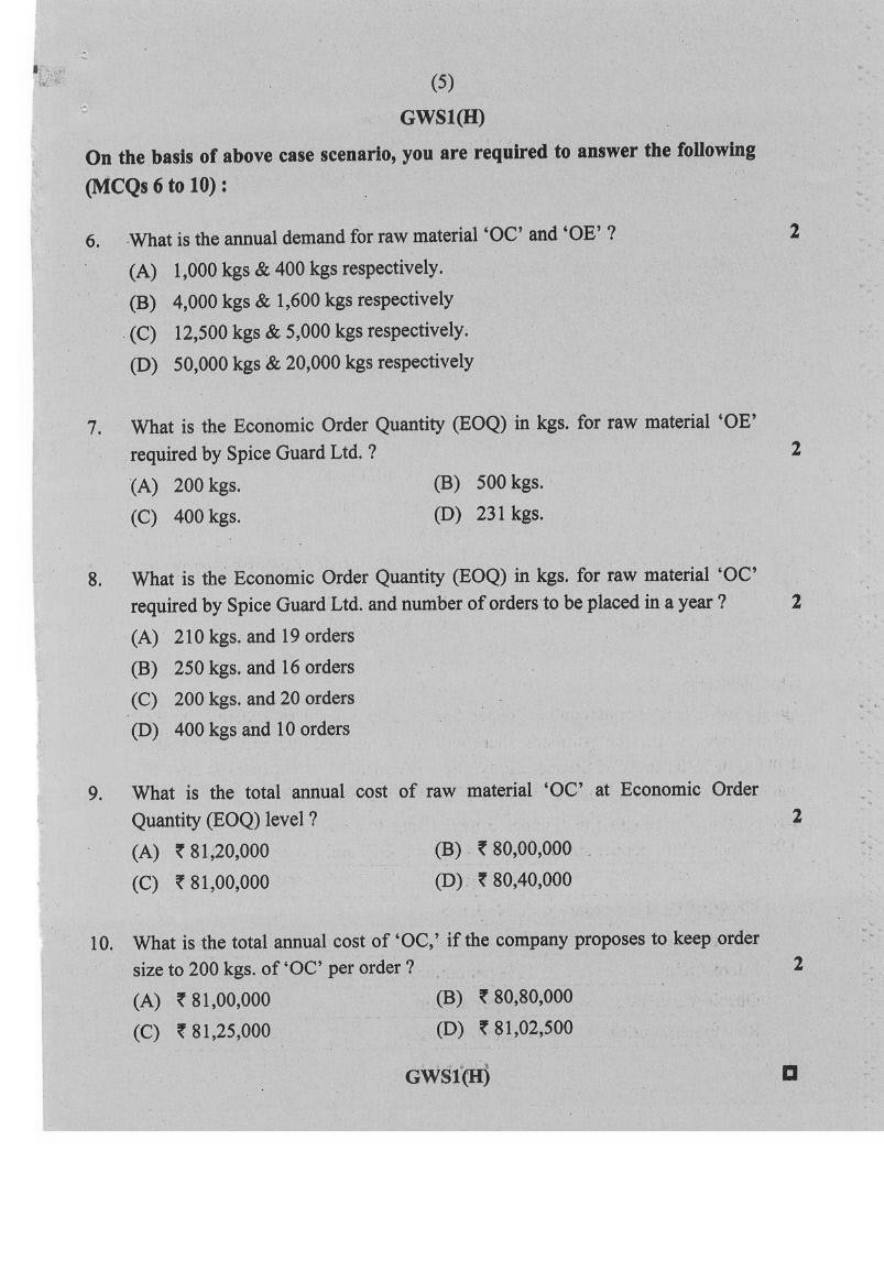 (5)
GWS1(H)
On the basis of above case scenario, you are required to answer the following
(MCQs 6 to 10) :
6. What is the annual demand for raw material ‘OC’ and ‘OE’ ? 2
(A) 1,000 kgs & 400 kgs respectively.
(B) 4,000 kgs & 1,600 kgs respectively
(C) 12,500 kgs & 5,000 kgs respectively.
(D) 50,000 kgs & 20,000 kgs respectively
7. What is the Economic Order Quantity (EOQ) in kgs. for raw material ‘OE’
required by Spice Guard Ltd. ? 2
(A) 200 kgs. (B) 500 kgs.
(C) 400 kgs. (D) 231 kgs.
8. What is the Economic Order Quantity (EOQ) in kgs. for raw material ‘OC’
required by Spice Guard Ltd. and number of orders to be placed in a year ? 2
(A) 210 kgs. and 19 orders
(B) 250 kgs. and 16 orders
(C) 200 kgs. and 20 orders
(D) 400 kgs and 10 orders
9. What is the total annual cost of raw material ‘OC’ at Economic Order
Quantity (EOQ) level ? 2
(A) ₹ 81,20,000 (B) ₹ 80,00,000
(C) ₹ 81,00,000 (D) ₹ 80,40,000
10. What is the total annual cost of ‘OC,’ if the company proposes to keep order
size to 200 kgs. of ‘OC’ per order ? 2
(A) ₹ 81,00,000 (B) ₹ 80,80,000
(C) ₹ 81,25,000 (D) ₹ 81,02,500
GWS1(H)